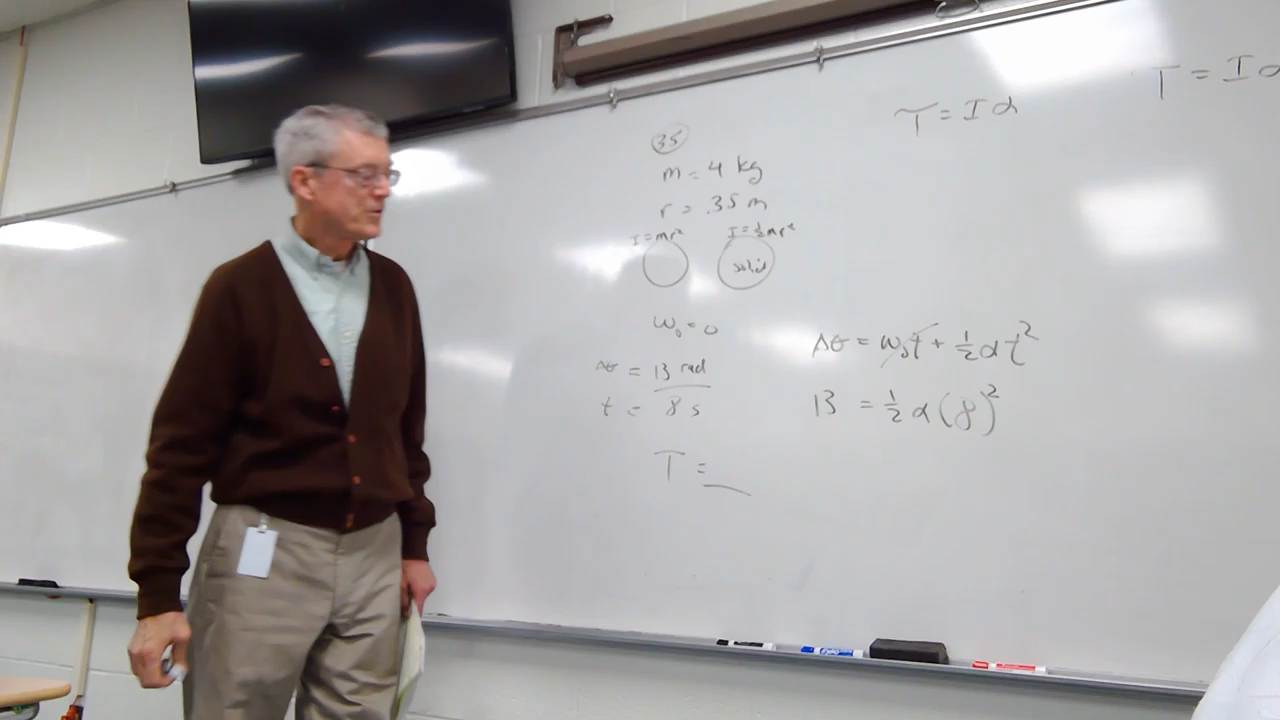 35
m = 4 kg
r = .35 m
I = mr²
I = ½mr²
solid
ω₀ = 0
Δθ = 13 rad
t = 8 s
T =
Δθ = ω₀t + ½αt²
13 = ½α(8)²
τ = Iα
T = Iα